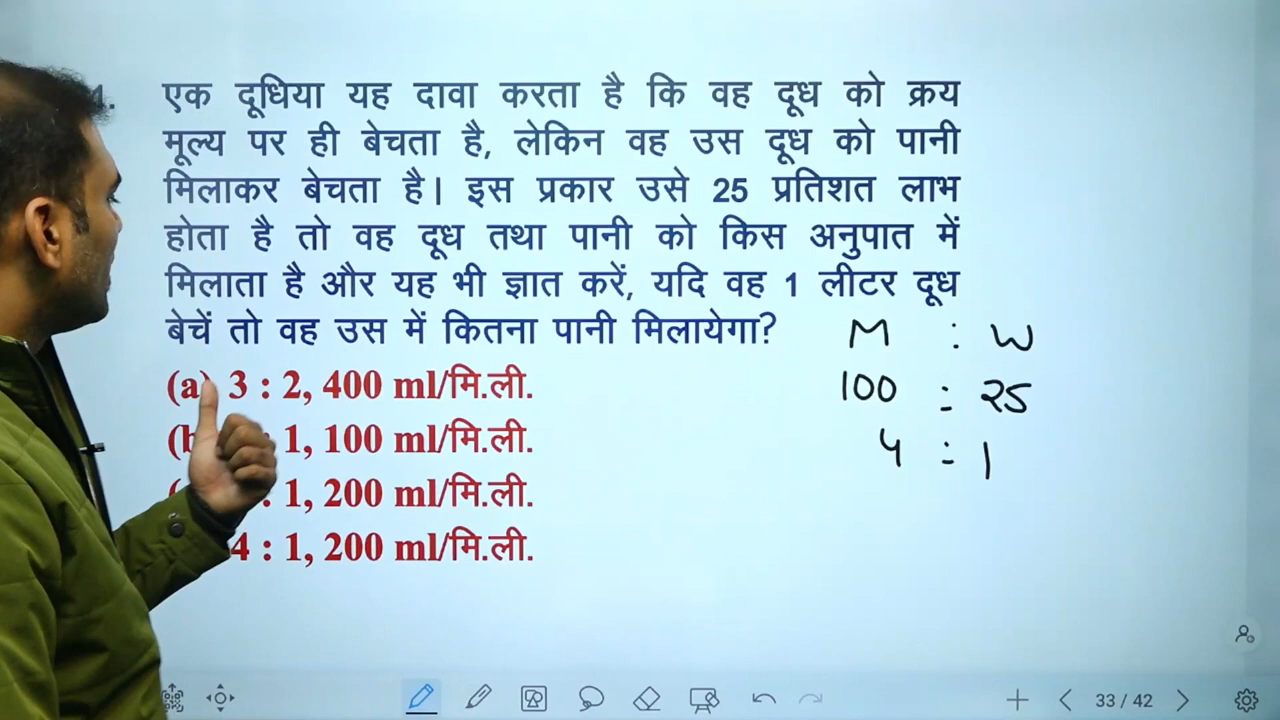 एक दूधिया यह दावा करता है कि वह दूध को क्रय
मूल्य पर ही बेचता है, लेकिन वह उस दूध को पानी
मिलाकर बेचता है। इस प्रकार उसे 25 प्रतिशत लाभ
होता है तो वह दूध तथा पानी को किस अनुपात में
मिलाता है और यह भी ज्ञात करें, यदि वह 1 लीटर दूध
बेचें तो वह उस में कितना पानी मिलायेगा?
M : W
(a) 3 : 2, 400 ml/मि.ली.
100 : 25
: 1, 100 ml/मि.ली.
4 : 1
: 1, 200 ml/मि.ली.
4 : 1, 200 ml/मि.ली.
33 / 42